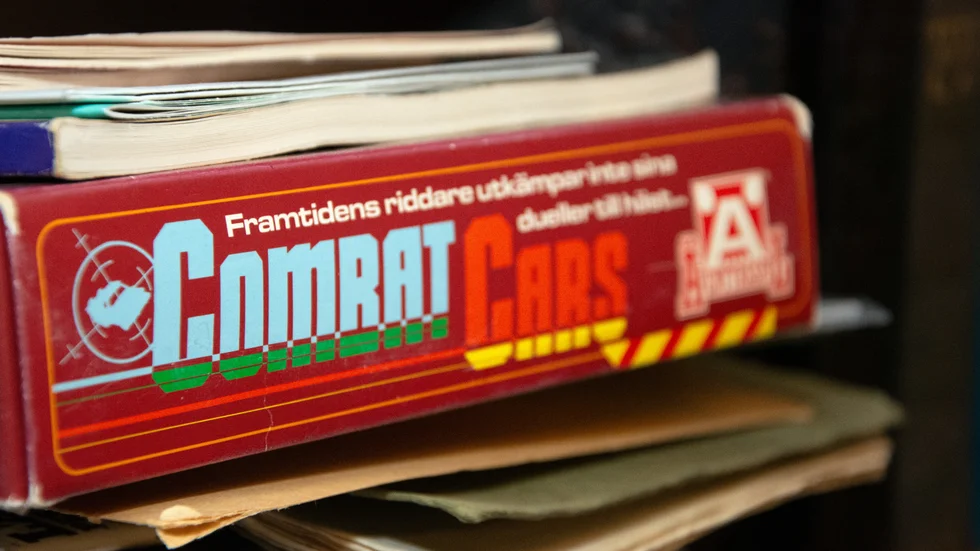 Framtidens riddare utkämpar inte sina
dueller till häst...
COMBAT CARS
A